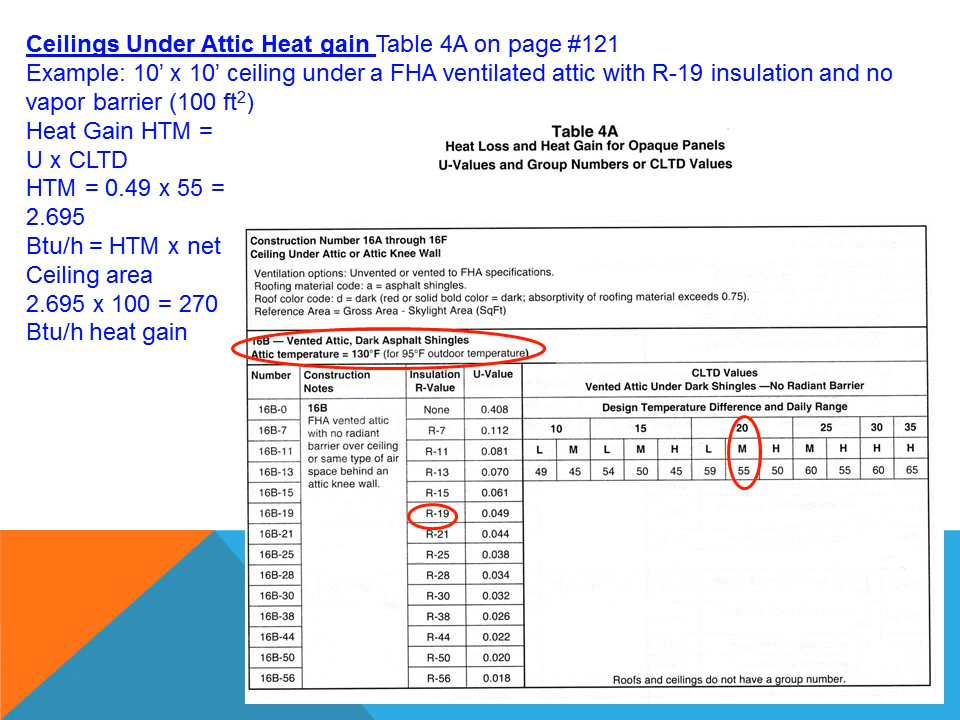 Ceilings Under Attic Heat gain Table 4A on page #121
Example: 10’ x 10’ ceiling under a FHA ventilated attic with R-19 insulation and no
vapor barrier (100 ft²)
Heat Gain HTM =
U x CLTD
HTM = 0.49 x 55 =
2.695
Btu/h = HTM x net
Ceiling area
2.695 x 100 = 270
Btu/h heat gain
Table 4A
Heat Loss and Heat Gain for Opaque Panels
U-Values and Group Numbers or CLTD Values
Construction Number 16A through 16F
Ceiling Under Attic or Attic Knee Wall
Ventilation options: Unvented or vented to FHA specifications.
Roofing material code: a = asphalt shingles.
Roof color code: d = dark (red or solid bold color = dark; absorptivity of roofing material exceeds 0.75).
Reference Area = Gross Area - Skylight Area (SqFt)
16B — Vented Attic, Dark Asphalt Shingles
Attic temperature = 130°F (for 95°F outdoor temperature)
Number Construction Notes Insulation R-Value U-Value CLTD Values
Vented Attic Under Dark Shingles —No Radiant Barrier
16B-0 16B None 0.408 Design Temperature Difference and Daily Range
16B-7 FHA vented attic R-7 0.112 10 15 20 25 30 35
with no radiant
16B-11 barrier over ceiling R-11 0.081 L M L M H L M H M H H H
or same type of air
16B-13 space behind an R-13 0.070 49 45 54 50 45 59 55 50 60 55 60 65
attic knee wall.
16B-15 R-15 0.061
16B-19 R-19 0.049
16B-21 R-21 0.044
16B-25 R-25 0.038
16B-28 R-28 0.034
16B-30 R-30 0.032
16B-38 R-38 0.026
16B-44 R-44 0.022
16B-50 R-50 0.020
16B-56 R-56 0.018 Roofs and ceilings do not have a group number.